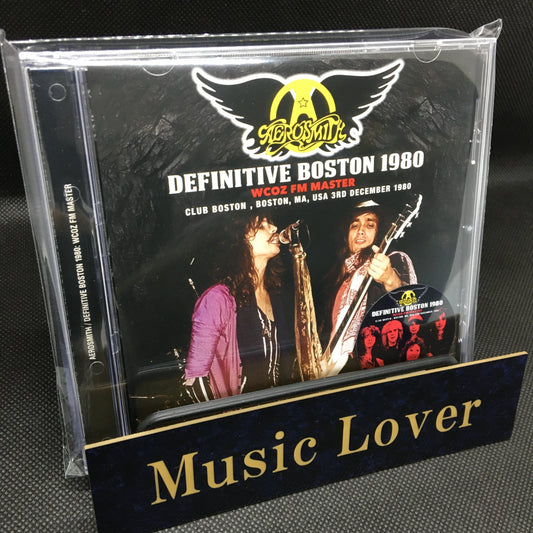 AEROSMITH
DEFINITIVE BOSTON 1980
WCOZ FM MASTER
CLUB BOSTON , BOSTON, MA, USA 3RD DECEMBER 1980
AEROSMITH / DEFINITIVE BOSTON 1980: WCOZ FM MASTER
DEFINITIVE BOSTON 1980
Music Lover